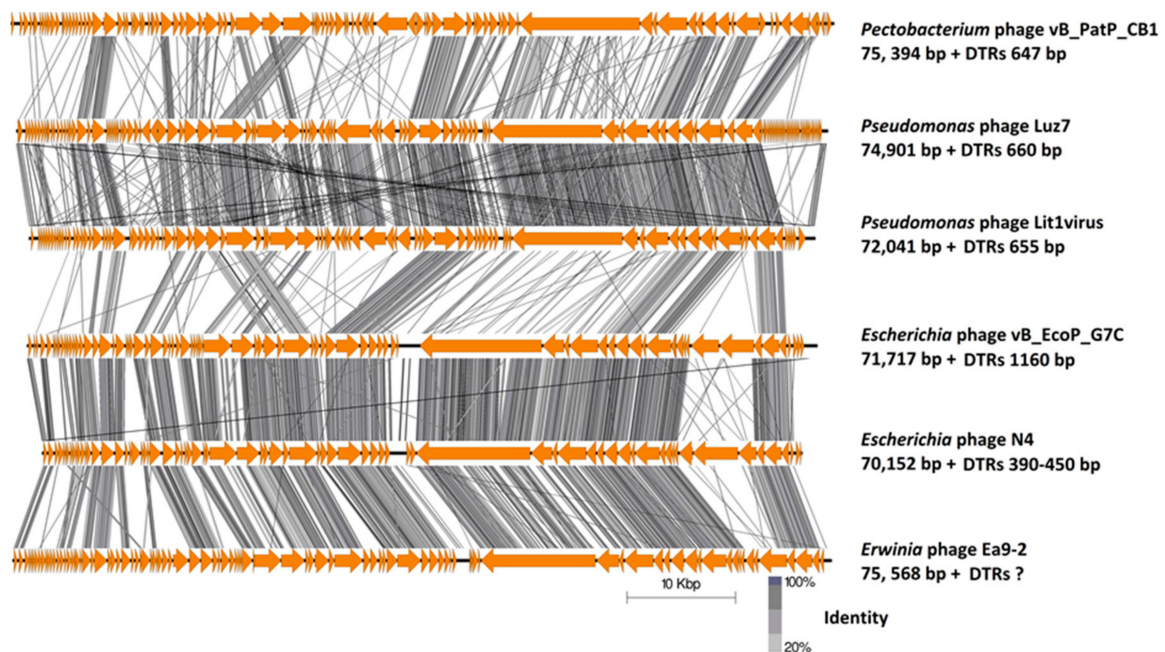 Pectobacterium phage vB_PatP_CB1
75, 394 bp + DTRs 647 bp
Pseudomonas phage Luz7
74,901 bp + DTRs 660 bp
Pseudomonas phage Lit1virus
72,041 bp + DTRs 655 bp
Escherichia phage vB_EcoP_G7C
71,717 bp + DTRs 1160 bp
Escherichia phage N4
70,152 bp + DTRs 390-450 bp
Erwinia phage Ea9-2
75, 568 bp + DTRs ?
10 Kbp
100%
Identity
20%